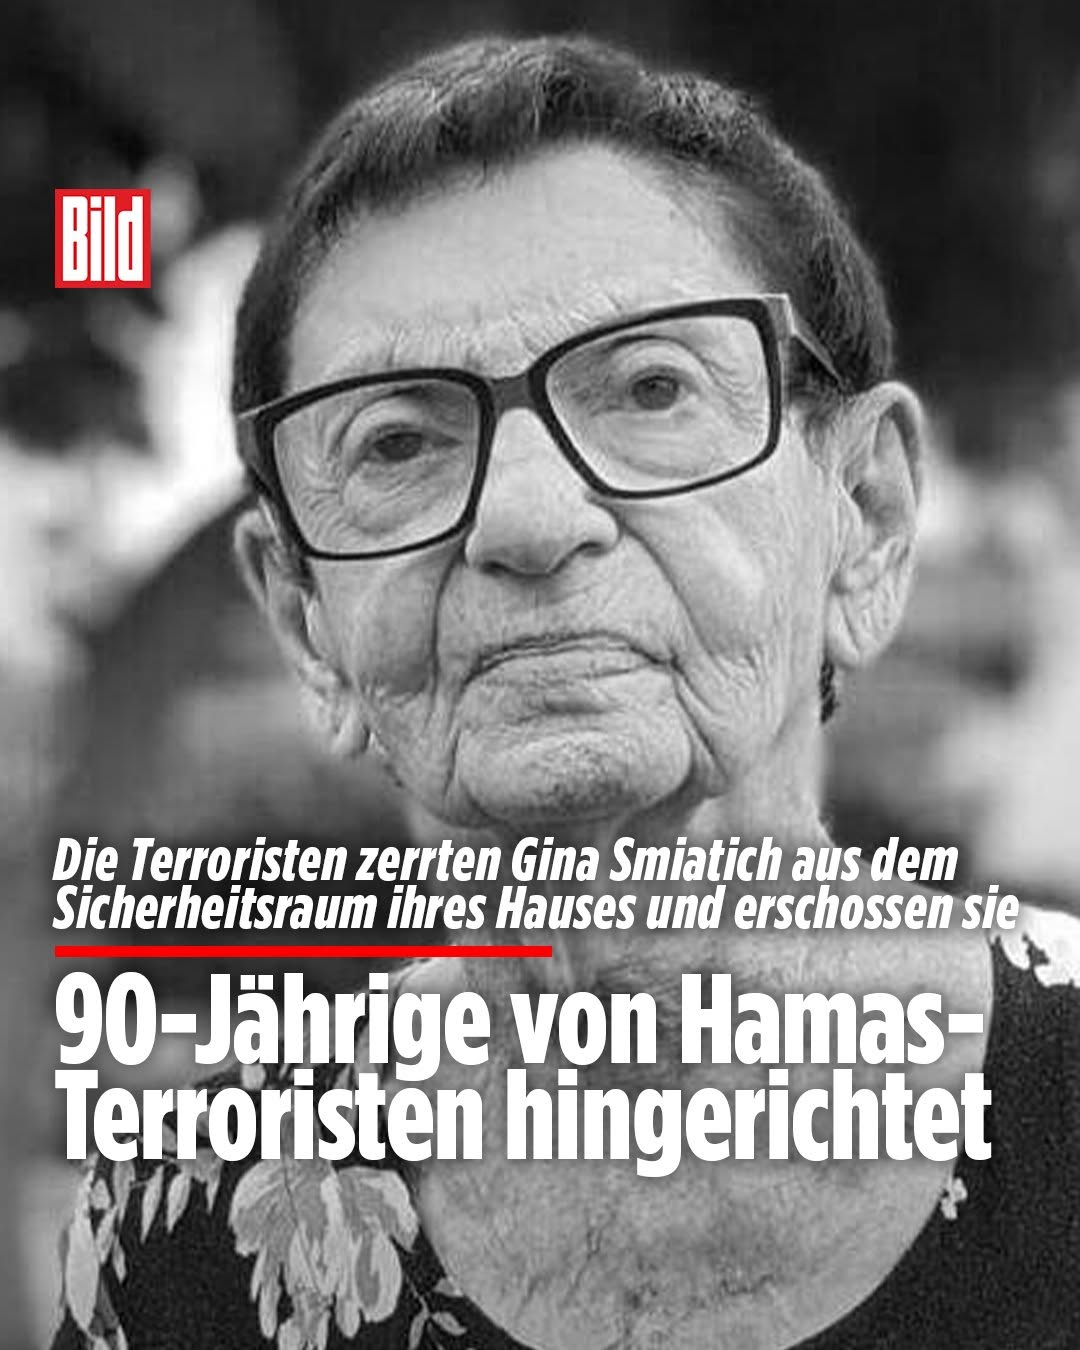 Bild
Die Terroristen zerrten Gina Smiatich aus dem
Sicherheitsraum ihres Hauses und erschossen sie
90-Jährige von Hamas-
Terroristen hingerichtet